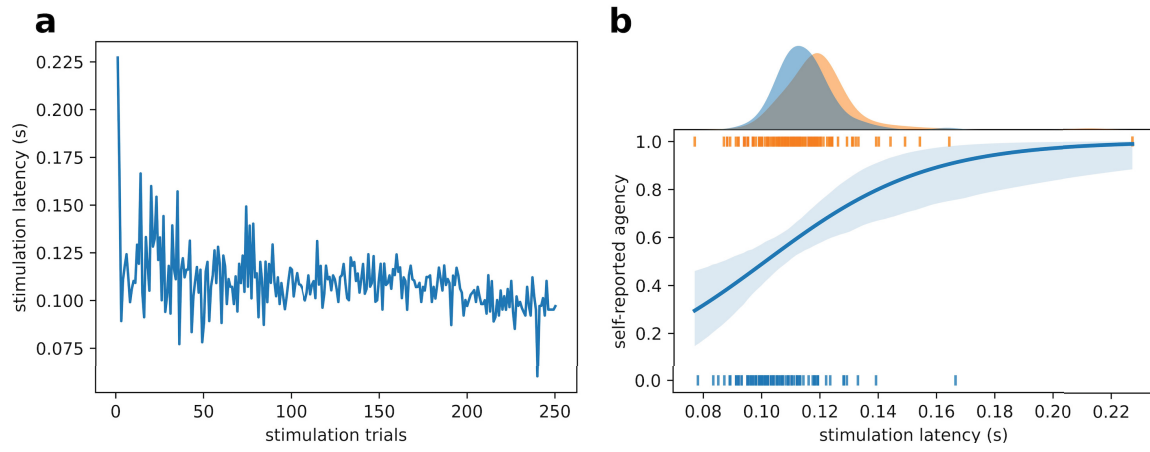 a
0.225
0.200
0.175
0.150
0.125
0.100
0.075
stimulation latency (s)
0 50 100 150 200 250
stimulation trials
b
1.0
0.8
0.6
0.4
0.2
0.0
self-reported agency
0.08 0.10 0.12 0.14 0.16 0.18 0.20 0.22
stimulation latency (s)